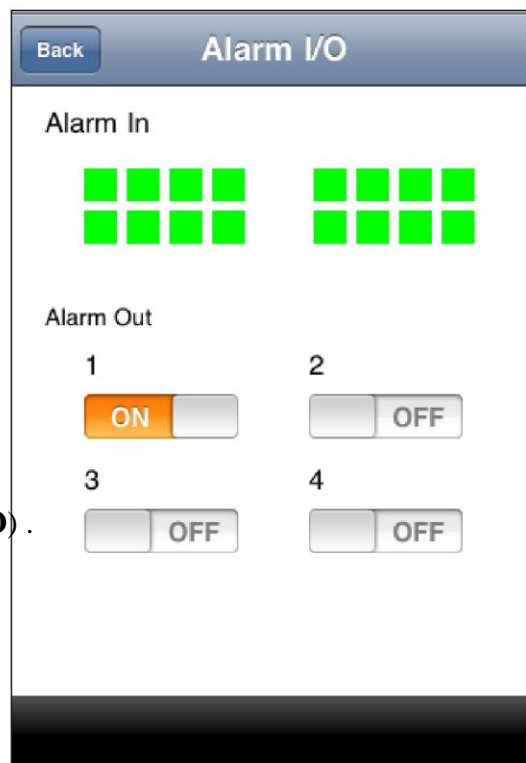 Back Alarm I/O
Alarm In
Alarm Out
1 2
ON OFF
3 4
) .
OFF OFF